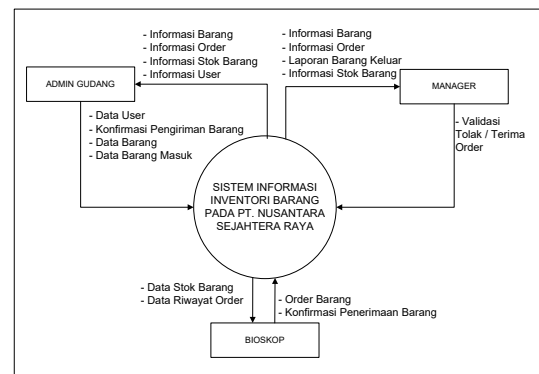 - Informasi Barang
- Informasi Order
- Informasi Stok Barang
- Informasi User
- Informasi Barang
- Informasi Order
- Laporan Barang Keluar
- Informasi Stok Barang
ADMIN GUDANG
MANAGER
- Data User
- Konfirmasi Pengiriman Barang
- Data Barang
- Data Barang Masuk
- Validasi
Tolak / Terima
Order
SISTEM INFORMASI
INVENTORI BARANG
PADA PT. NUSANTARA
SEJAHTERA RAYA
- Data Stok Barang
- Data Riwayat Order
- Order Barang
- Konfirmasi Penerimaan Barang
BIOSKOP